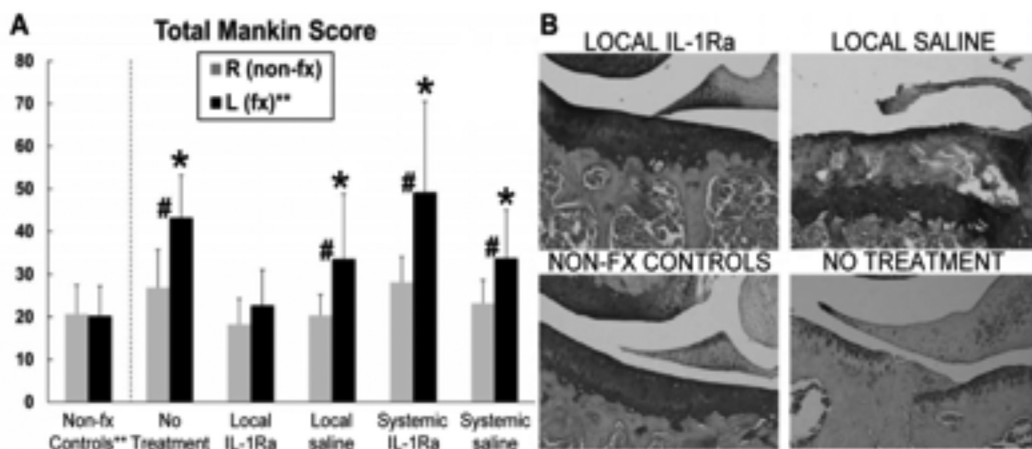 A
Total Mankin Score
R (non-fx)
L (fx)**
80
70
60
50
40
30
20
10
0
#
*
#
*
#
*
#
*
Non-fx
Controls**
No
Treatment
Local
IL-1Ra
Local
saline
Systemic
IL-1Ra
Systemic
saline
B
LOCAL IL-1Ra
LOCAL SALINE
NON-FX CONTROLS
NO TREATMENT